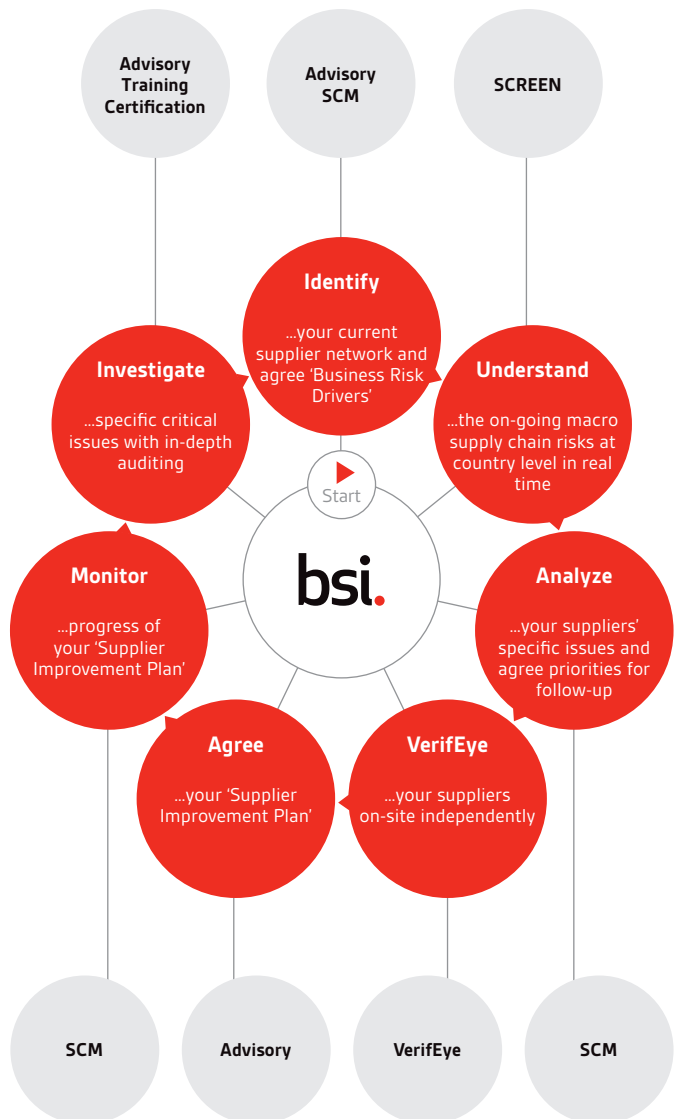 Advisory
Training
Certification
Advisory
SCM
SCREEN
Identify
...your current
supplier network and
agree ‘Business Risk
Drivers’
Understand
...the on-going macro
supply chain risks at
country level in real
time
Analyze
...your suppliers’
specific issues and
agree priorities for
follow-up
VerifEye
...your suppliers
on-site independently
Agree
...your ‘Supplier
Improvement Plan’
Monitor
...progress of
your ‘Supplier
Improvement Plan’
Investigate
...specific critical
issues with in-depth
auditing
Start
bsi.
SCM
Advisory
VerifEye
SCM